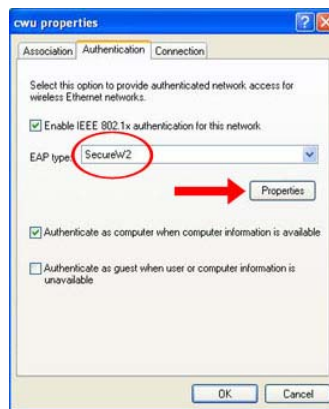 cwu properties
Association Authentication Connection
Select this option to provide authenticated network access for
wireless Ethernet networks.
Enable IEEE 802.1x authentication for this network
EAP type: SecureW2
Properties
Authenticate as computer when computer information is available
Authenticate as guest when user or computer information is
unavailable
OK Cancel